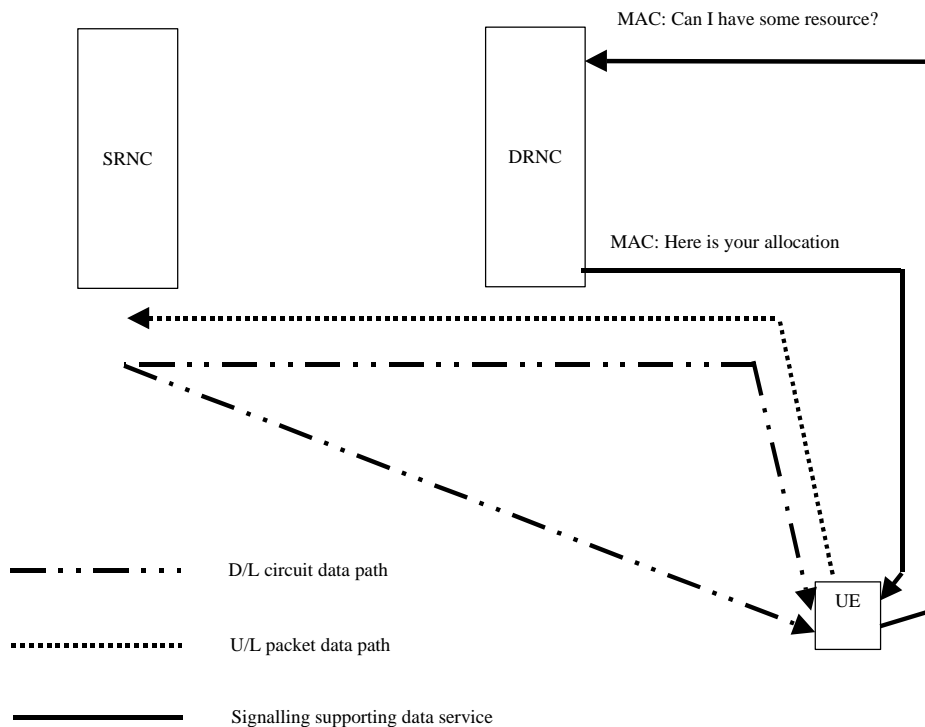 MAC: Can I have some resource?
SRNC
DRNC
MAC: Here is your allocation
D/L circuit data path
UE
U/L packet data path
Signalling supporting data service